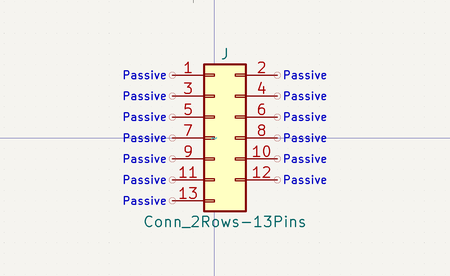 J
Passive 1 2 Passive
Passive 3 4 Passive
Passive 5 6 Passive
Passive 7 8 Passive
Passive 9 10 Passive
Passive 11 12 Passive
Passive 13
Conn_2Rows-13Pins